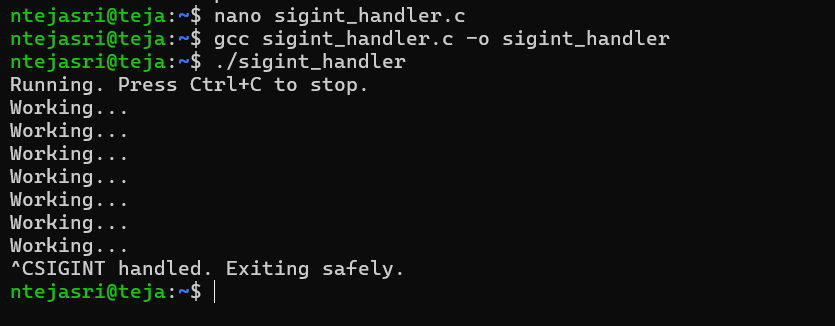 ntejasri@teja:~$ nano sigint_handler.c
ntejasri@teja:~$ gcc sigint_handler.c -o sigint_handler
ntejasri@teja:~$ ./sigint_handler
Running. Press Ctrl+C to stop.
Working...
Working...
Working...
Working...
Working...
Working...
Working...
^CSIGINT handled. Exiting safely.
ntejasri@teja:~$